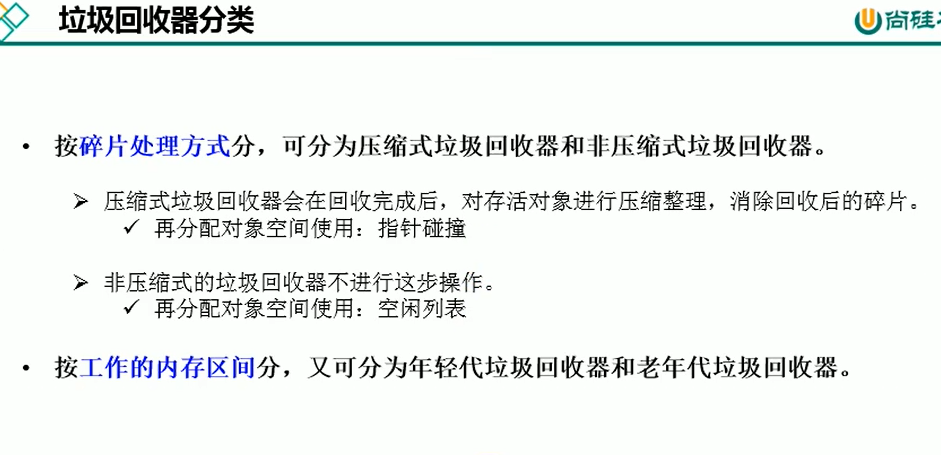 垃圾回收器分类
尚硅
• 按碎片处理方式分，可分为压缩式垃圾回收器和非压缩式垃圾回收器。
➢ 压缩式垃圾回收器会在回收完成后，对存活对象进行压缩整理，消除回收后的碎片。
✓ 再分配对象空间使用：指针碰撞
➢ 非压缩式的垃圾回收器不进行这步操作。
✓ 再分配对象空间使用：空闲列表
• 按工作的内存区间分，又可分为年轻代垃圾回收器和老年代垃圾回收器。